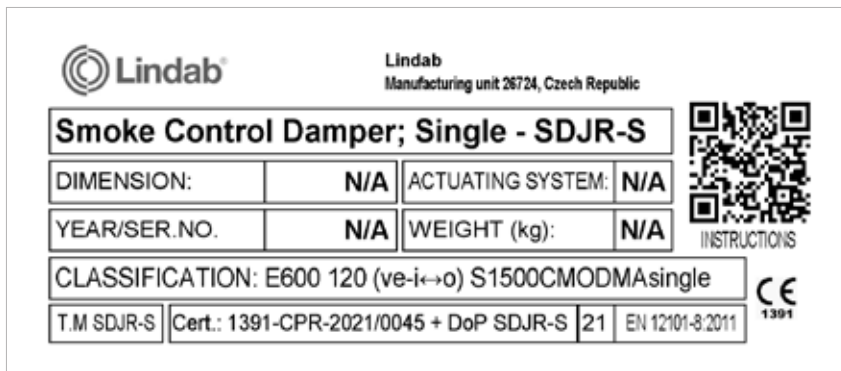 Lindab®
Lindab
Manufacturing unit 26724, Czech Republic
Smoke Control Damper; Single - SDJR-S
DIMENSION: N/A ACTUATING SYSTEM: N/A
YEAR/SER.NO. N/A WEIGHT (kg): N/A
INSTRUCTIONS
CLASSIFICATION: E600 120 (ve-i↔o) S1500CMODMAsingle
CE
1391
T.M SDJR-S Cert.: 1391-CPR-2021/0045 + DoP SDJR-S 21 EN 12101-8:2011